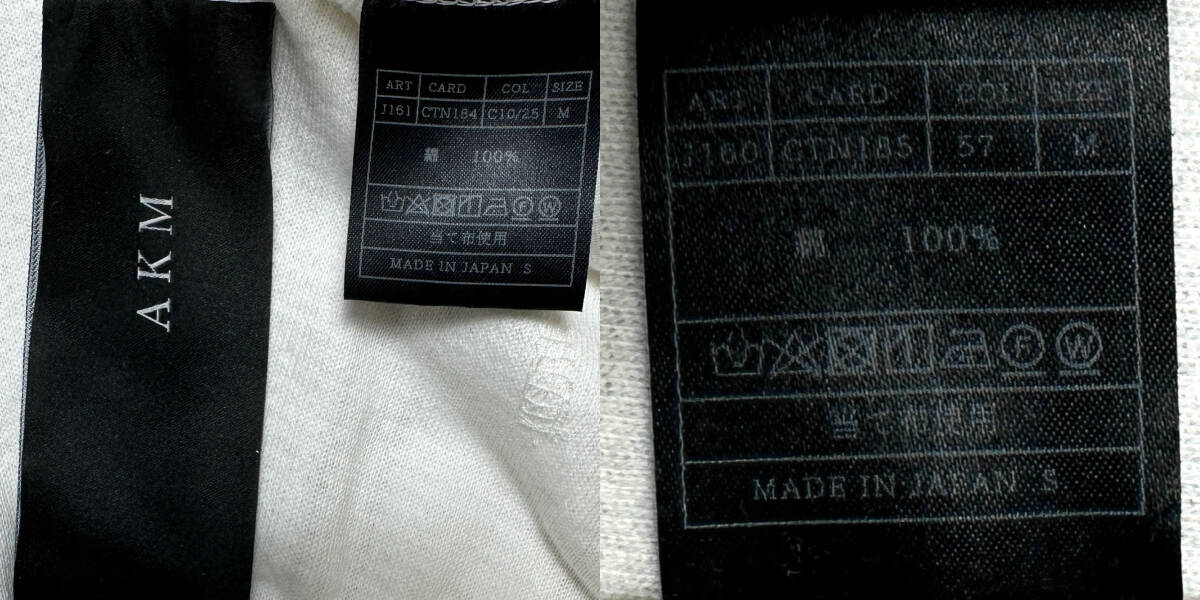 AKM
ART CARD COL SIZE
J161 CTN184 C10/25 M
綿 100%
F W
当て布使用
MADE IN JAPAN S
ART CARD COL SIZE
J160 CTN185 57 M
綿 100%
F W
当て布使用
MADE IN JAPAN S